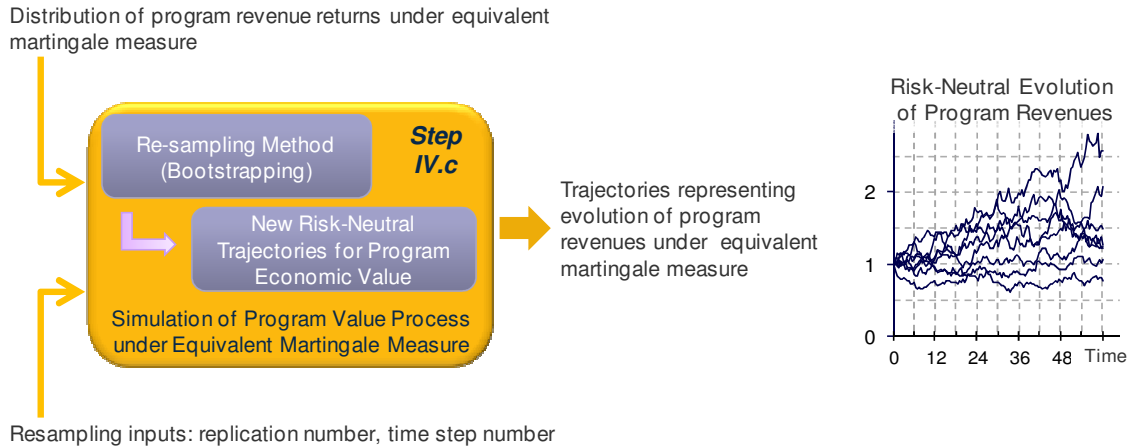 Distribution of program revenue returns under equivalent
martingale measure
Re-sampling Method
(Bootstrapping)
Step
IV.c
New Risk-Neutral
Trajectories for Program
Economic Value
Simulation of Program Value Process
under Equivalent Martingale Measure
Resampling inputs: replication number, time step number
Trajectories representing
evolution of program
revenues under equivalent
martingale measure
Risk-Neutral Evolution
of Program Revenues
2
1
0
0 12 24 36 48 Time